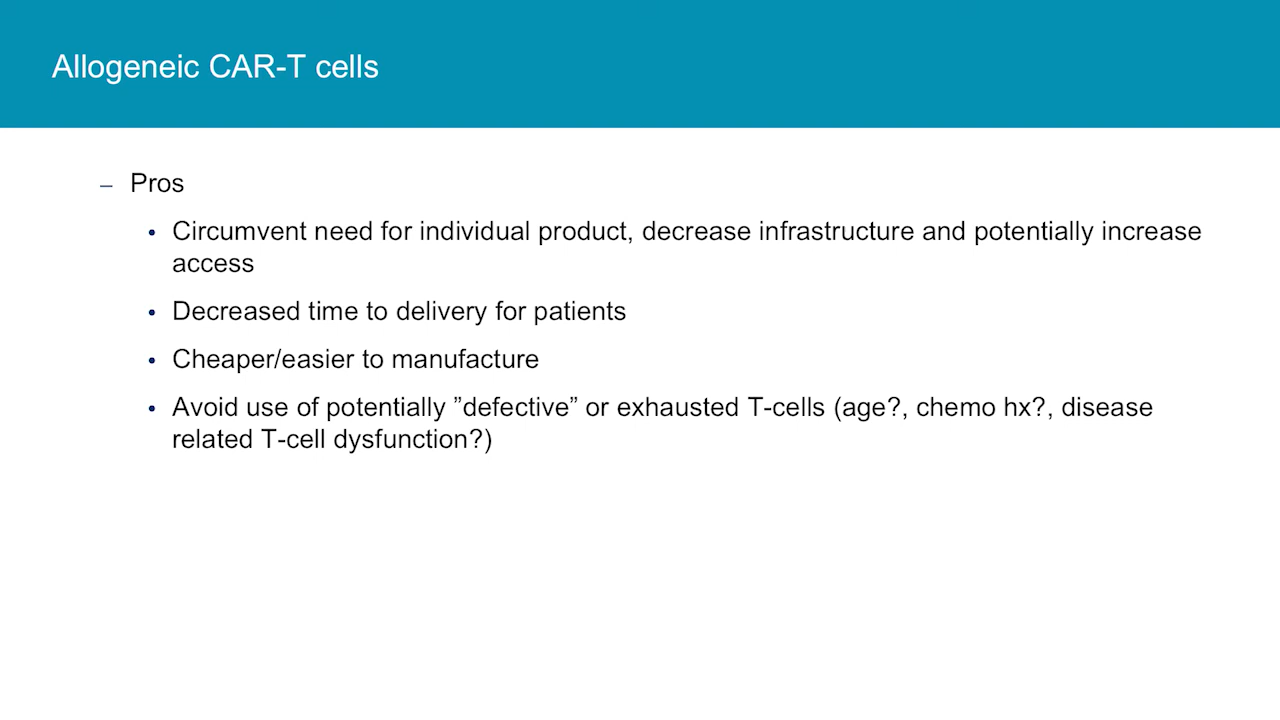 Allogeneic CAR-T cells
– Pros
• Circumvent need for individual product, decrease infrastructure and potentially increase
access
• Decreased time to delivery for patients
• Cheaper/easier to manufacture
• Avoid use of potentially ”defective” or exhausted T-cells (age?, chemo hx?, disease
related T-cell dysfunction?)